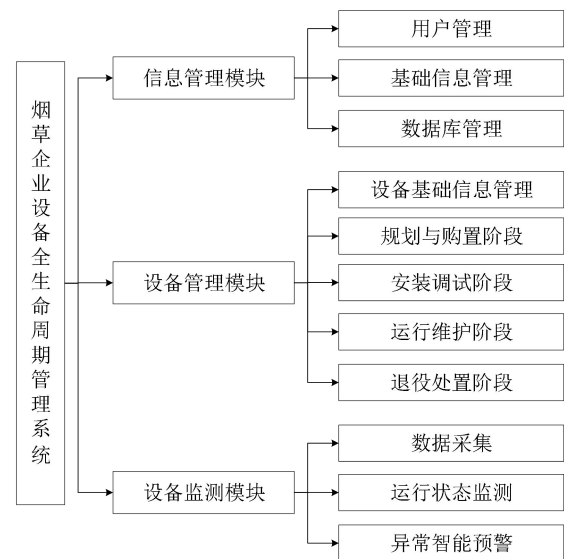 烟草企业设备全生命周期管理系统
信息管理模块
用户管理
基础信息管理
数据库管理
设备管理模块
设备基础信息管理
规划与购置阶段
安装调试阶段
运行维护阶段
退役处置阶段
设备监测模块
数据采集
运行状态监测
异常智能预警